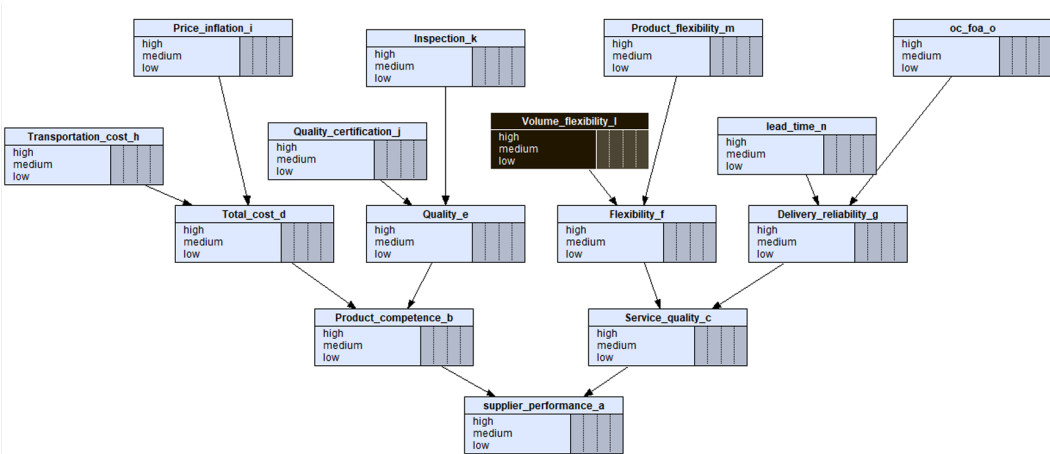 Price_inflation_i
high
medium
low
Inspection_k
high
medium
low
Product_flexibility_m
high
medium
low
oc_foa_o
high
medium
low
Transportation_cost_h
high
medium
low
Quality_certification_j
high
medium
low
Volume_flexibility_l
high
medium
low
lead_time_n
high
medium
low
Total_cost_d
high
medium
low
Quality_e
high
medium
low
Flexibility_f
high
medium
low
Delivery_reliability_g
high
medium
low
Product_competence_b
high
medium
low
Service_quality_c
high
medium
low
supplier_performance_a
high
medium
low